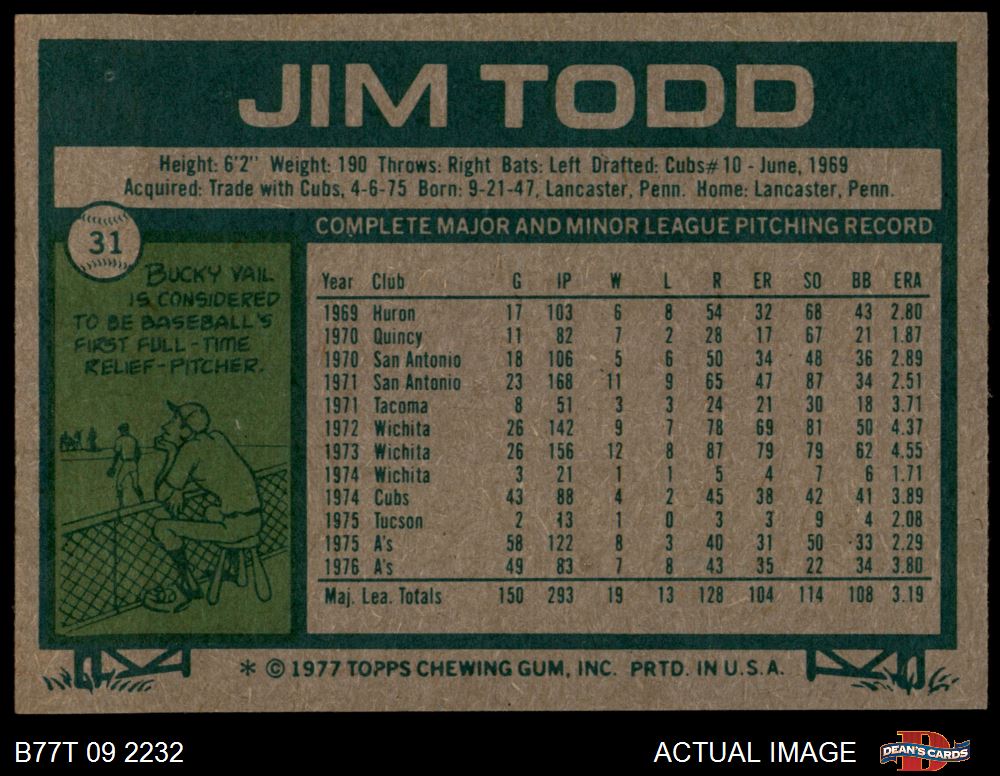 JIM TODD
Height: 6'2" Weight: 190 Throws: Right Bats: Left Drafted: Cubs# 10 - June, 1969
Acquired: Trade with Cubs, 4-6-75 Born: 9-21-47, Lancaster, Penn. Home: Lancaster, Penn.
31
BUCKY VAIL
IS CONSIDERED
TO BE BASEBALL'S
FIRST FULL-TIME
RELIEF-PITCHER.
COMPLETE MAJOR AND MINOR LEAGUE PITCHING RECORD
Year Club G IP W L R ER SO BB ERA
1969 Huron 17 103 6 8 54 32 68 43 2.80
1970 Quincy 11 82 7 2 28 17 67 21 1.87
1970 San Antonio 18 106 5 6 50 34 48 36 2.89
1971 San Antonio 23 168 11 9 65 47 87 34 2.51
1971 Tacoma 8 51 3 3 24 21 30 18 3.71
1972 Wichita 26 142 9 7 78 69 81 50 4.37
1973 Wichita 26 156 12 8 87 79 79 62 4.55
1974 Wichita 3 21 1 1 5 4 7 6 1.71
1974 Cubs 43 88 4 2 45 38 42 41 3.89
1975 Tucson 2 13 1 0 3 3 9 4 2.08
1975 A's 58 122 8 3 40 31 50 33 2.29
1976 A's 49 83 7 8 43 35 22 34 3.80
Maj. Lea. Totals 150 293 19 13 128 104 114 108 3.19
* © 1977 TOPPS CHEWING GUM, INC. PRTD. IN U.S.A.
B77T 09 2232
ACTUAL IMAGE
DEAN'S CARDS